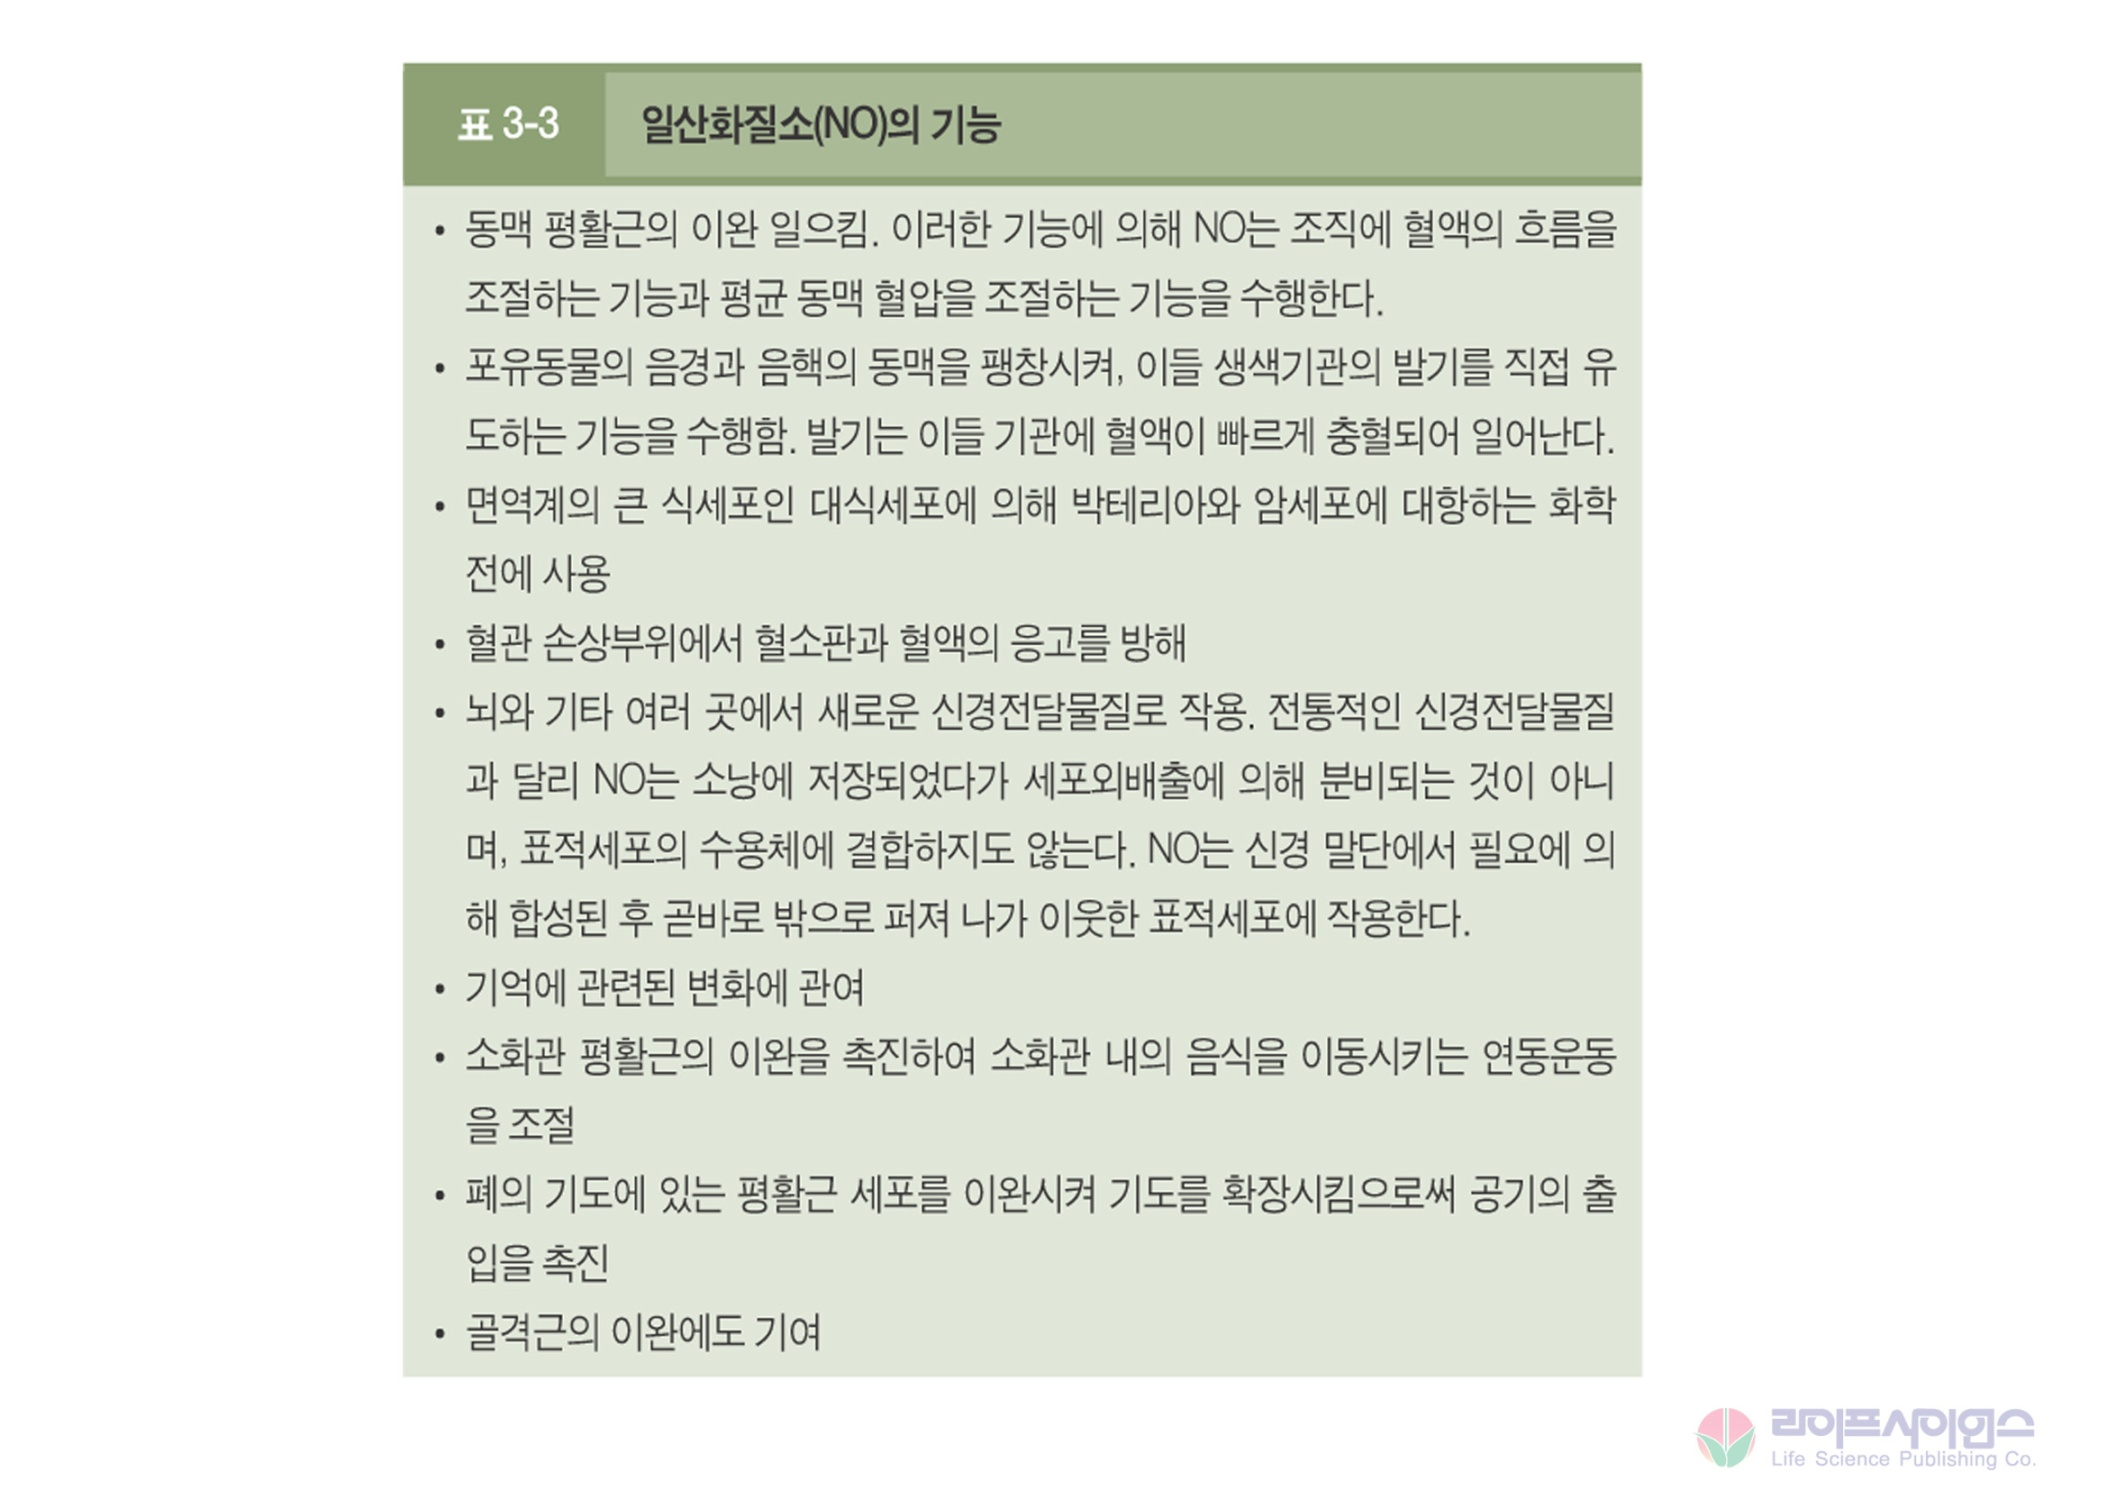 표 3-3 일산화질소(NO)의 기능
• 동맥 평활근의 이완 일으킴. 이러한 기능에 의해 NO는 조직에 혈액의 흐름을
조절하는 기능과 평균 동맥 혈압을 조절하는 기능을 수행한다.
• 포유동물의 음경과 음핵의 동맥을 팽창시켜, 이들 생색기관의 발기를 직접 유
도하는 기능을 수행함. 발기는 이들 기관에 혈액이 빠르게 충혈되어 일어난다.
• 면역계의 큰 식세포인 대식세포에 의해 박테리아와 암세포에 대항하는 화학
전에 사용
• 혈관 손상부위에서 혈소판과 혈액의 응고를 방해
• 뇌와 기타 여러 곳에서 새로운 신경전달물질로 작용. 전통적인 신경전달물질
과 달리 NO는 소낭에 저장되었다가 세포외배출에 의해 분비되는 것이 아니
며, 표적세포의 수용체에 결합하지도 않는다. NO는 신경 말단에서 필요에 의
해 합성된 후 곧바로 밖으로 퍼져 나가 이웃한 표적세포에 작용한다.
• 기억에 관련된 변화에 관여
• 소화관 평활근의 이완을 촉진하여 소화관 내의 음식을 이동시키는 연동운동
을 조절
• 폐의 기도에 있는 평활근 세포를 이완시켜 기도를 확장시킴으로써 공기의 출
입을 촉진
• 골격근의 이완에도 기여
라이프사이언스
Life Science Publishing Co.